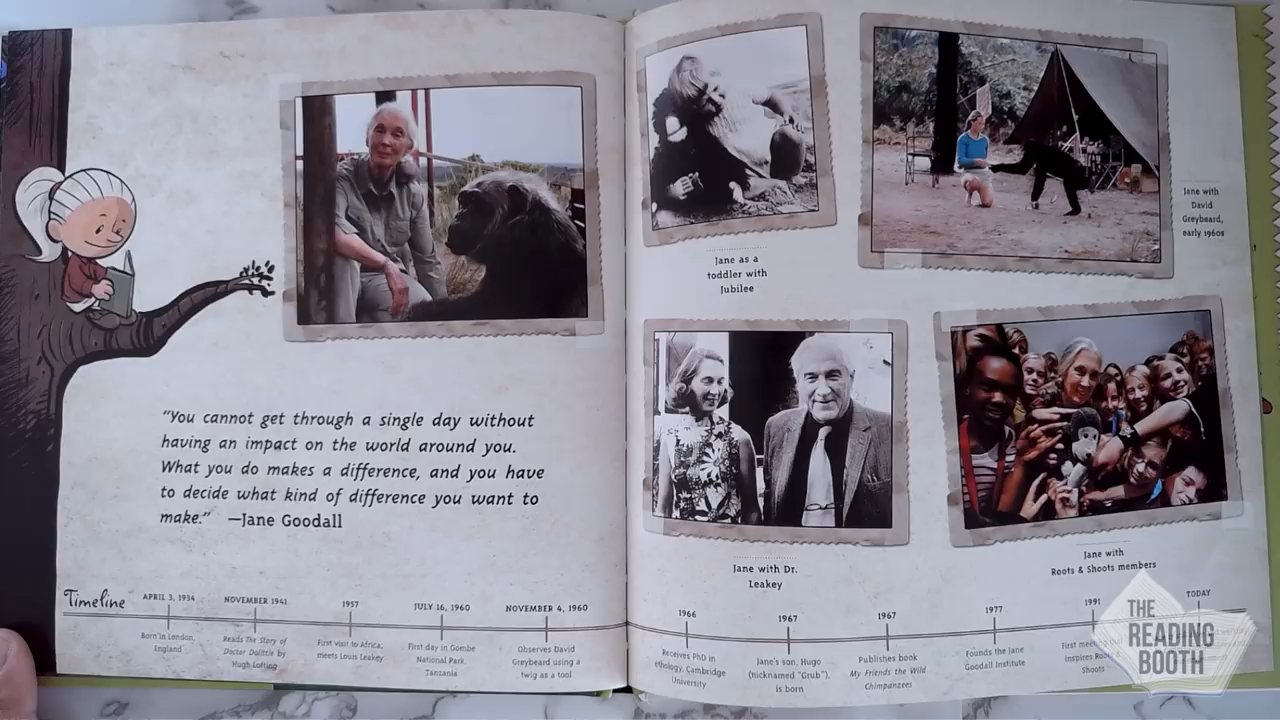 "You cannot get through a single day without
having an impact on the world around you.
What you do makes a difference, and you have
to decide what kind of difference you want to
make." —Jane Goodall
Jane as a
toddler with
Jubilee
Jane with
David
Greybeard,
early 1960s
Jane with Dr.
Leakey
Jane with
Roots & Shoots members
Timeline
APRIL 3, 1934
Born in London,
England
NOVEMBER 1941
Reads The Story of
Doctor Dolittle by
Hugh Lofting
1957
First visit to Africa,
meets Louis Leakey
JULY 16, 1960
First day in Gombe
National Park,
Tanzania
NOVEMBER 4, 1960
Observes David
Greybeard using a
twig as a tool
1966
Receives PhD in
ethology, Cambridge
University
1967
Jane's son, Hugo
(nicknamed "Grub"),
is born
1967
Publishes book
My Friends the Wild
Chimpanzees
1977
Founds the Jane
Goodall Institute
1991
First
inspires
Shoots
TODAY
THE
READING
BOOTH